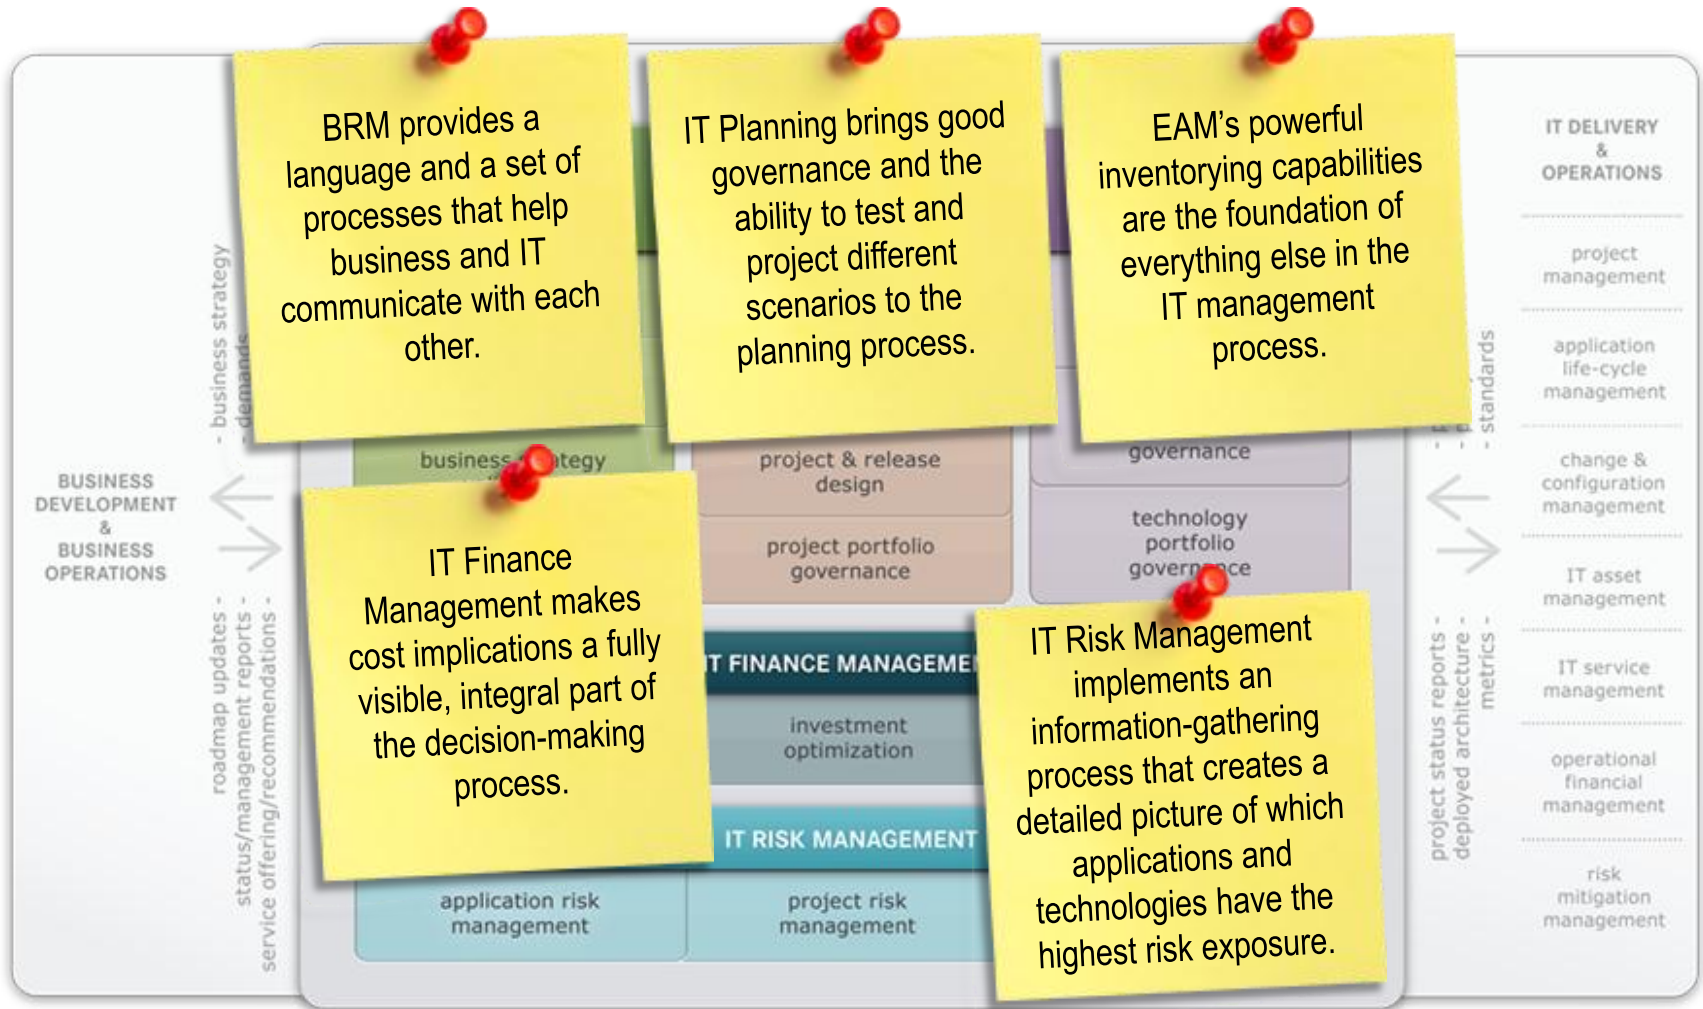 BRM provides a
language and a set of
processes that help
business and IT
communicate with each
other.
IT Planning brings good
governance and the
ability to test and
project different
scenarios to the
planning process.
EAM’s powerful
inventorying capabilities
are the foundation of
everything else in the
IT management
process.
IT Finance
Management makes
cost implications a fully
visible, integral part of
the decision-making
process.
IT Risk Management
implements an
information-gathering
process that creates a
detailed picture of which
applications and
technologies have the
highest risk exposure.
BUSINESS
DEVELOPMENT
&
BUSINESS
OPERATIONS
- business strategy
- demands
roadmap updates -
status/management reports -
service offering/recommendations -
business
project & release
design
project portfolio
governance
governance
technology
portfolio
governance
IT FINANCE
investment
optimization
IT RISK MANAGEMENT
application risk
management
project risk
management
- standards
project status reports -
deployed architecture -
metrics -
IT DELIVERY
&
OPERATIONS
project
management
application
life-cycle
management
change &
configuration
management
IT asset
management
IT service
management
operational
financial
management
risk
mitigation
management